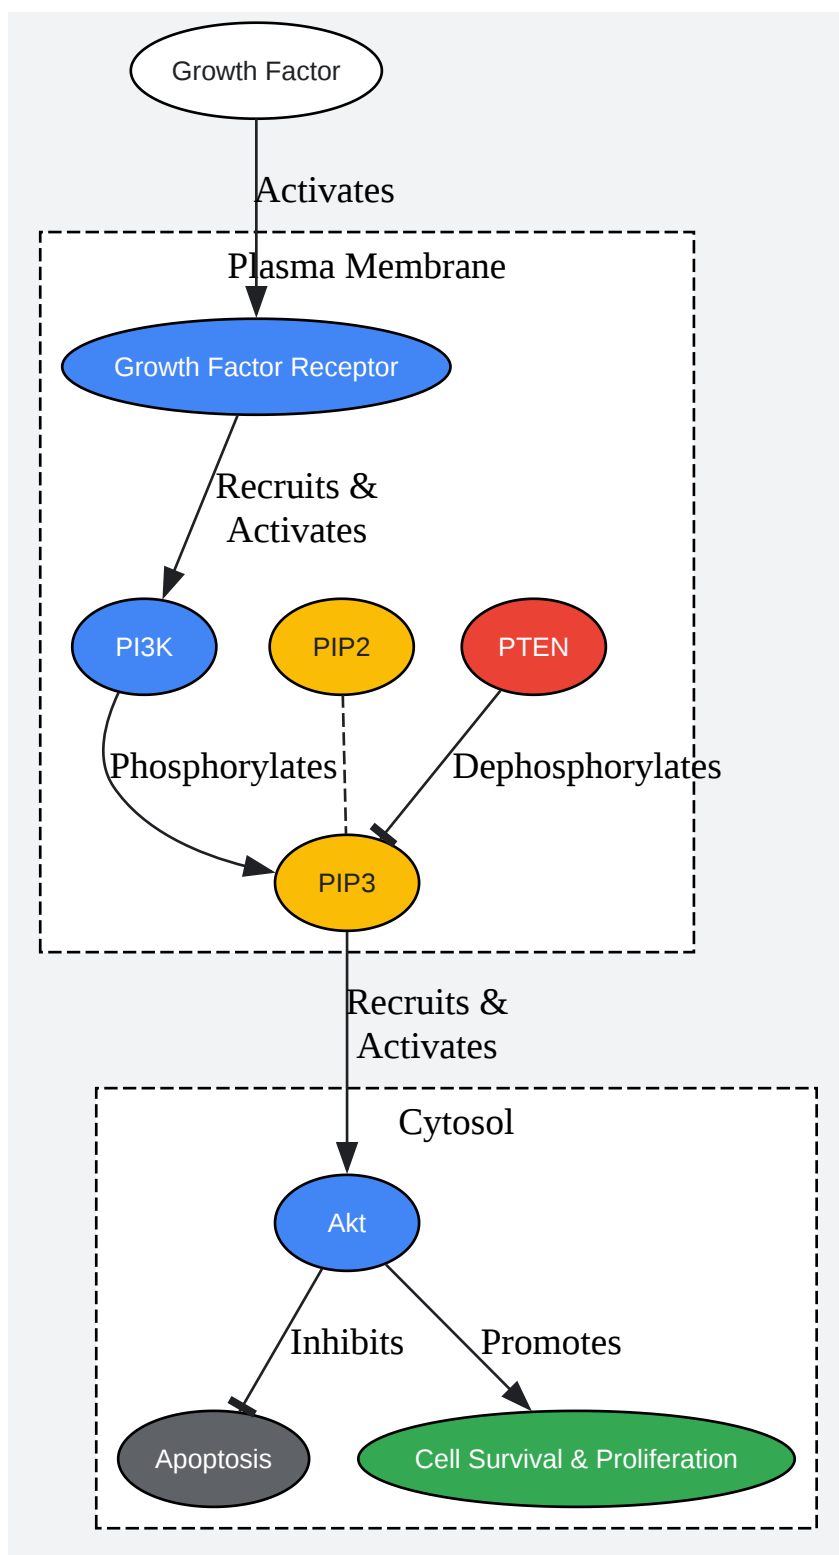 Growth Factor
Activates
Plasma Membrane
Growth Factor Receptor
Recruits &
Activates
PI3K
PIP2
PTEN
Phosphorylates
Dephosphorylates
PIP3
Recruits &
Activates
Cytosol
Akt
Inhibits
Promotes
Apoptosis
Cell Survival & Proliferation